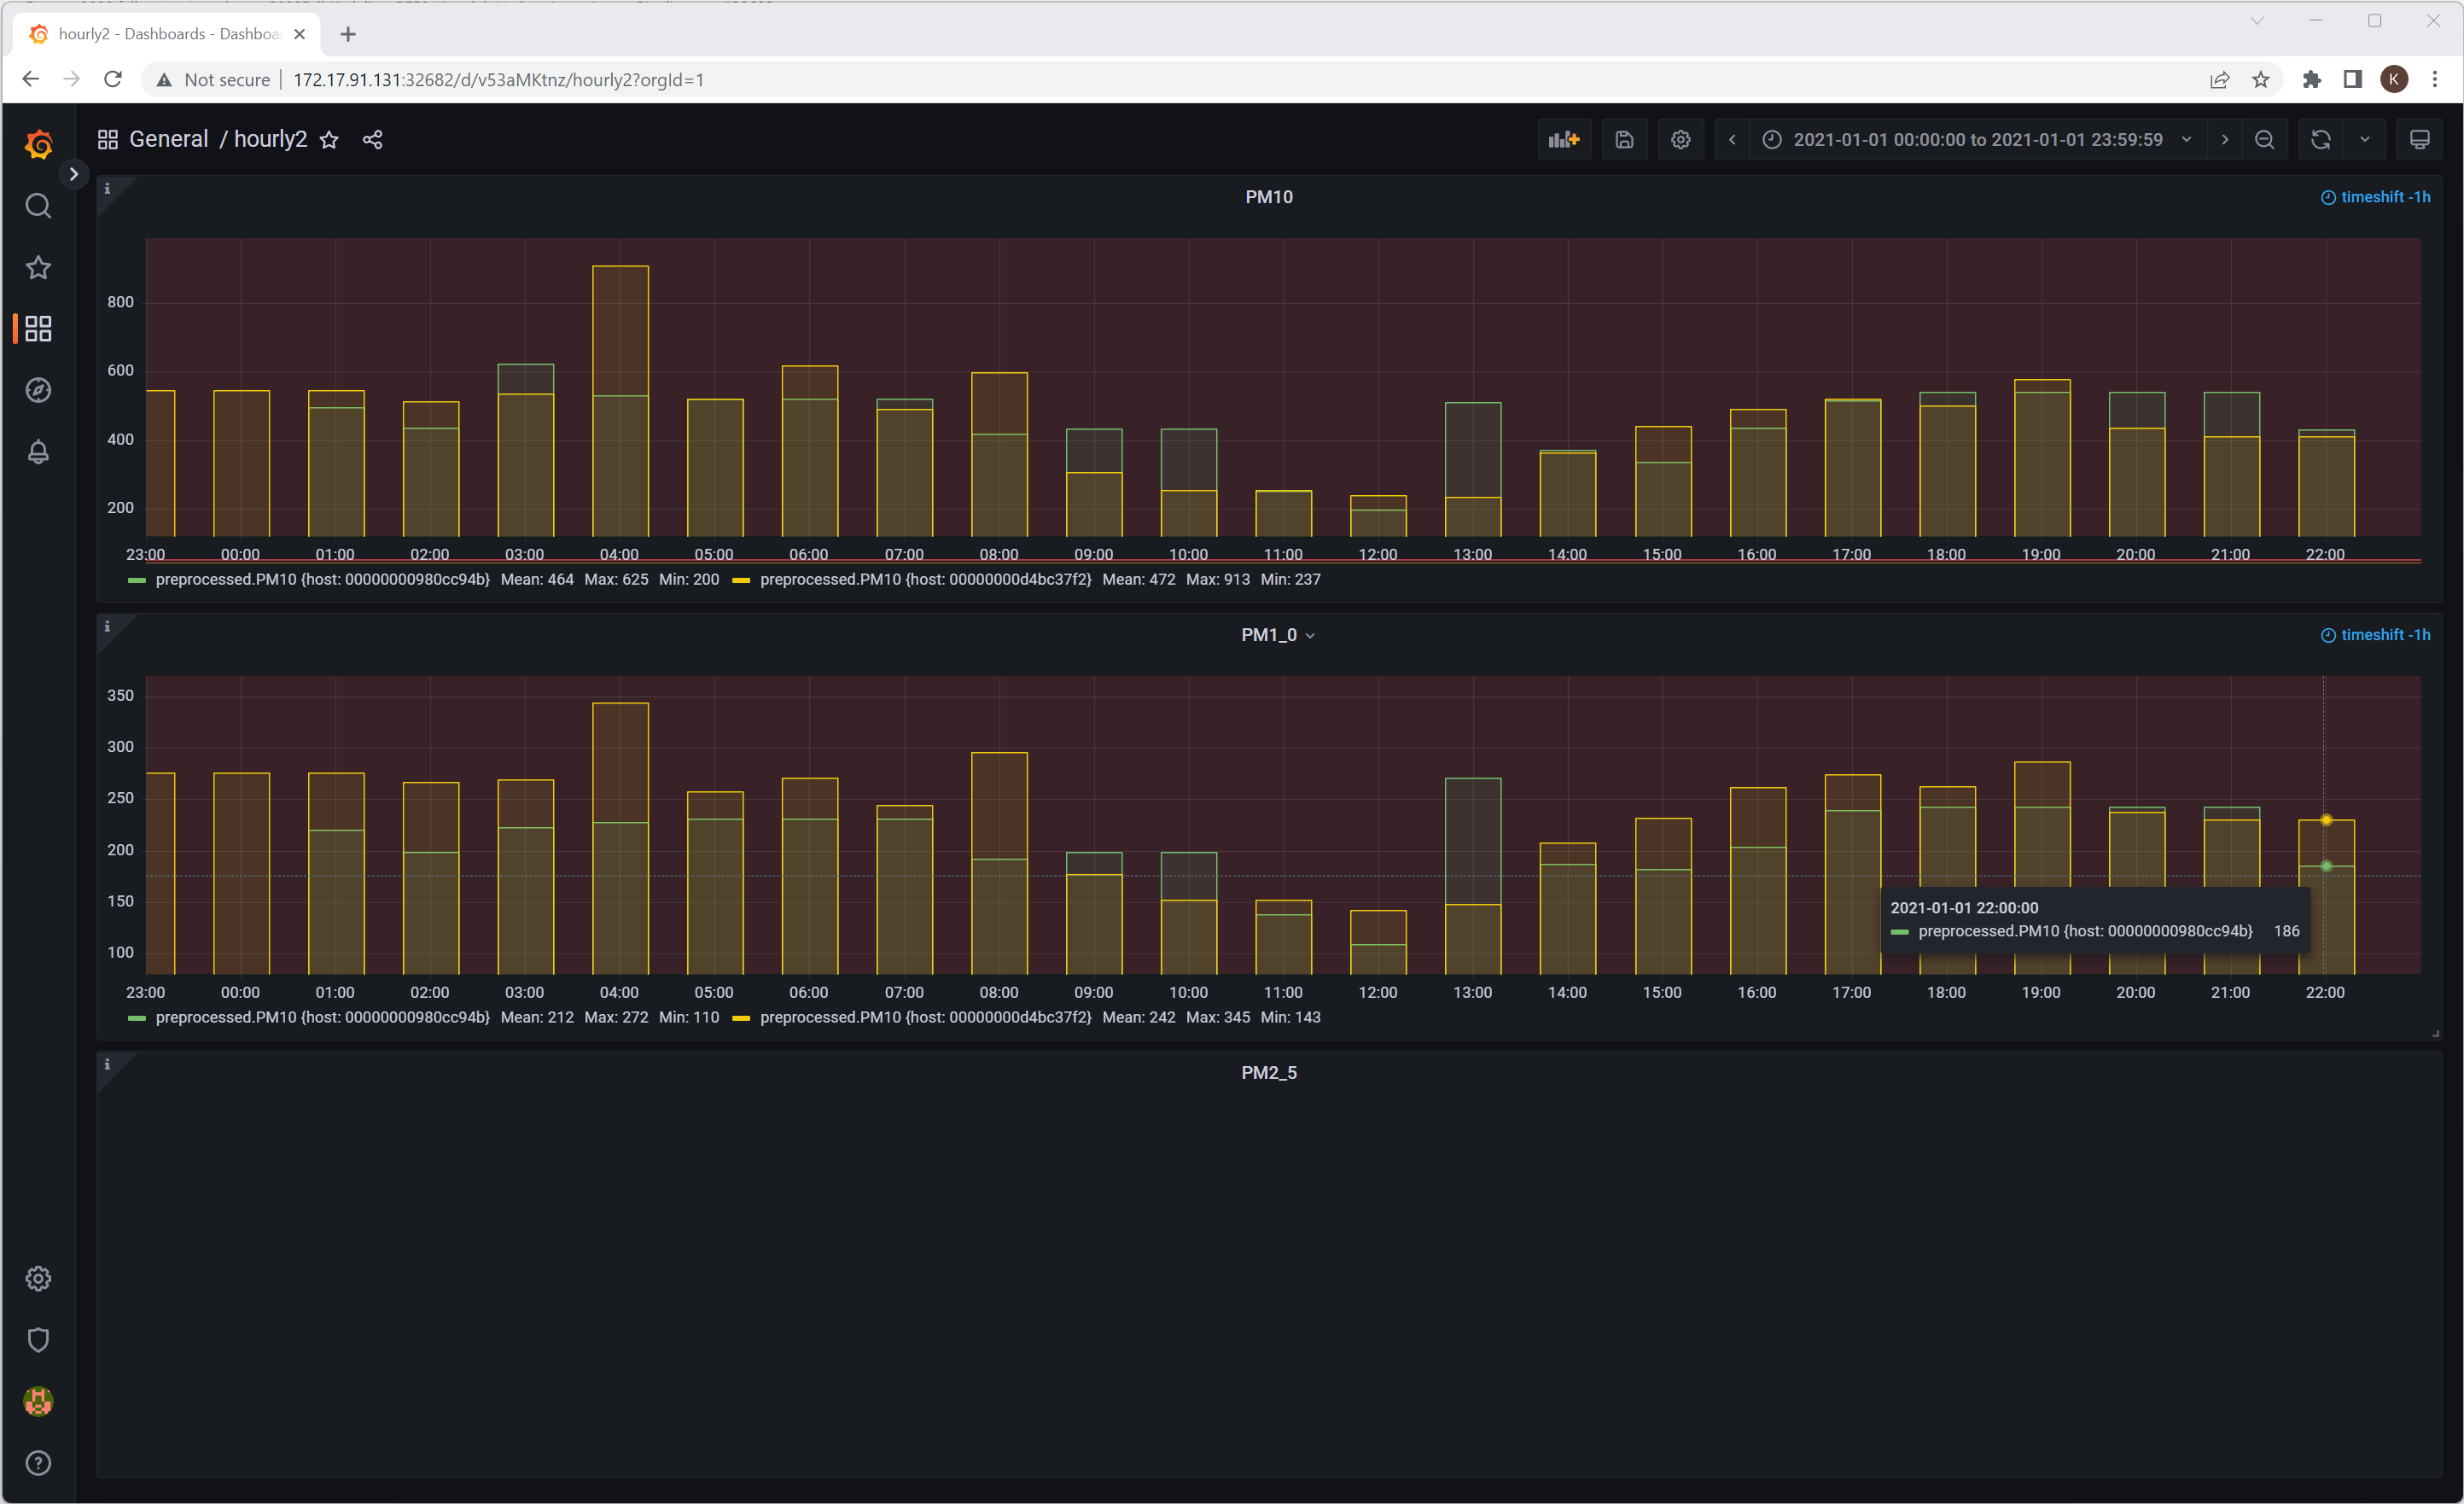 hourly2 - Dashboards - Dashboa
Not secure 172.17.91.131:32682/d/v53aMKtnz/hourly2?orgId=1
K
General / hourly2
2021-01-01 00:00:00 to 2021-01-01 23:59:59
PM10
timeshift -1h
800
600
400
200
23:00 00:00 01:00 02:00 03:00 04:00 05:00 06:00 07:00 08:00 09:00 10:00 11:00 12:00 13:00 14:00 15:00 16:00 17:00 18:00 19:00 20:00 21:00 22:00
preprocessed.PM10 {host: 00000000980cc94b} Mean: 464 Max: 625 Min: 200 preprocessed.PM10 {host: 00000000d4bc37f2} Mean: 472 Max: 913 Min: 237
PM1_0
timeshift -1h
350
300
250
200
150
100
2021-01-01 22:00:00
preprocessed.PM10 {host: 00000000980cc94b} 186
23:00 00:00 01:00 02:00 03:00 04:00 05:00 06:00 07:00 08:00 09:00 10:00 11:00 12:00 13:00 14:00 15:00 16:00 17:00 18:00 19:00 20:00 21:00 22:00
preprocessed.PM10 {host: 00000000980cc94b} Mean: 212 Max: 272 Min: 110 preprocessed.PM10 {host: 00000000d4bc37f2} Mean: 242 Max: 345 Min: 143
PM2_5